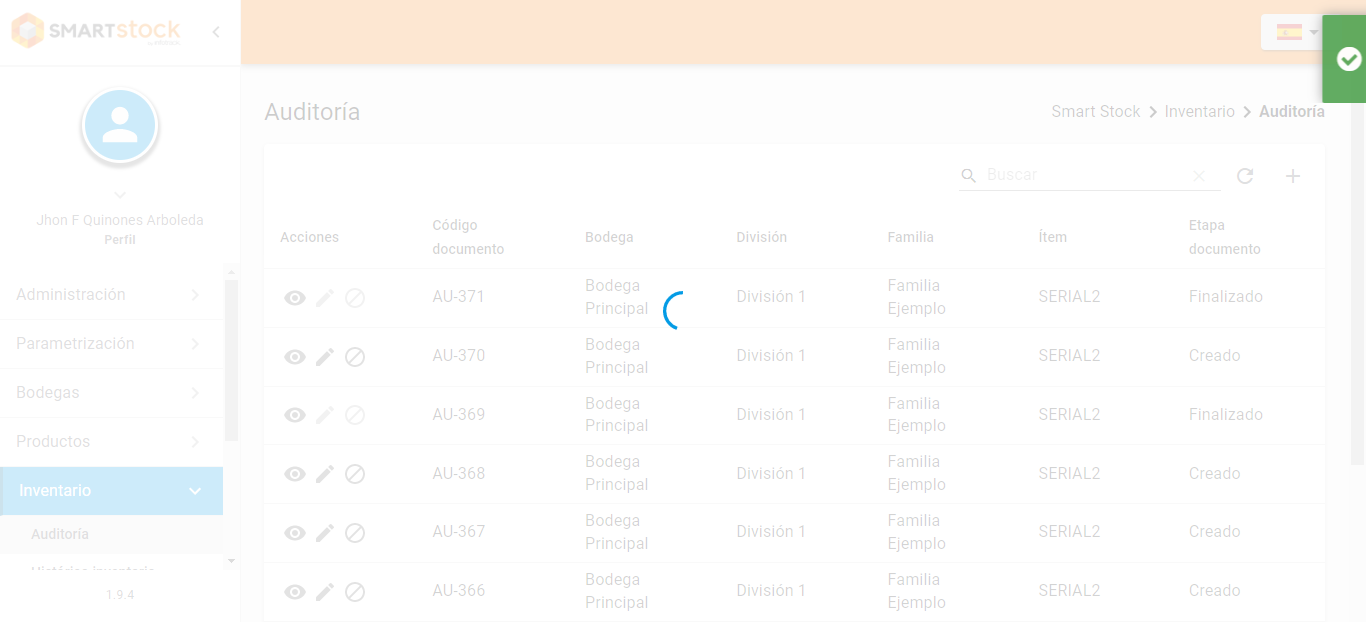 SMARTstock
Auditoría
Smart Stock > Inventario > Auditoría
Buscar
Jhon F Quinones Arboleda
Perfil
Administración
Parametrización
Bodegas
Productos
Inventario
Auditoría
1.9.4
Acciones
Código
documento
Bodega
División
Familia
Ítem
Etapa
documento
AU-371
Bodega
Principal
División 1
Familia
Ejemplo
SERIAL2
Finalizado
AU-370
Bodega
Principal
División 1
Familia
Ejemplo
SERIAL2
Creado
AU-369
Bodega
Principal
División 1
Familia
Ejemplo
SERIAL2
Finalizado
AU-368
Bodega
Principal
División 1
Familia
Ejemplo
SERIAL2
Creado
AU-367
Bodega
Principal
División 1
Familia
Ejemplo
SERIAL2
Creado
AU-366
Bodega
Principal
División 1
Familia
Ejemplo
SERIAL2
Creado